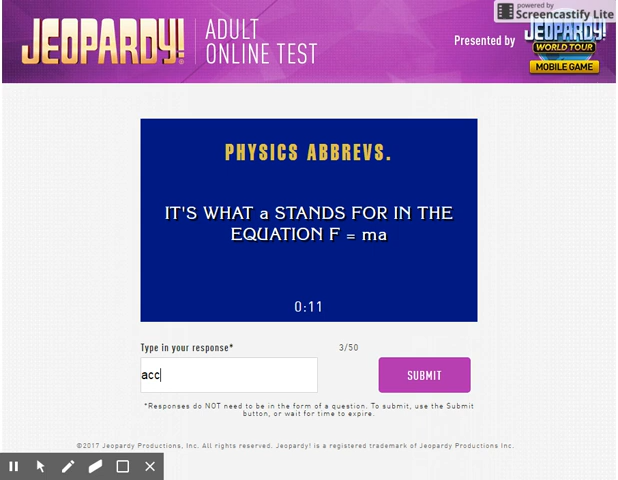 powered by
Screencastify Lite
JEOPARDY!
ADULT
ONLINE TEST
Presented by
JEOPARDY!
WORLD TOUR
MOBILE GAME
PHYSICS ABBREVS.
IT'S WHAT a STANDS FOR IN THE
EQUATION F = ma
0:11
Type in your response*
3/50
acc
SUBMIT
*Responses do NOT need to be in the form of a question. To submit, use the Submit
button, or wait for time to expire.
©2017 Jeopardy Productions, Inc. All rights reserved. Jeopardy! is a registered trademark of Jeopardy Productions Inc.